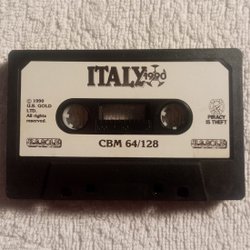 ITALY 1990
© 1990
U.S. GOLD
LTD.
All rights
reserved.
PIRACY
IS THEFT
CBM 64/128